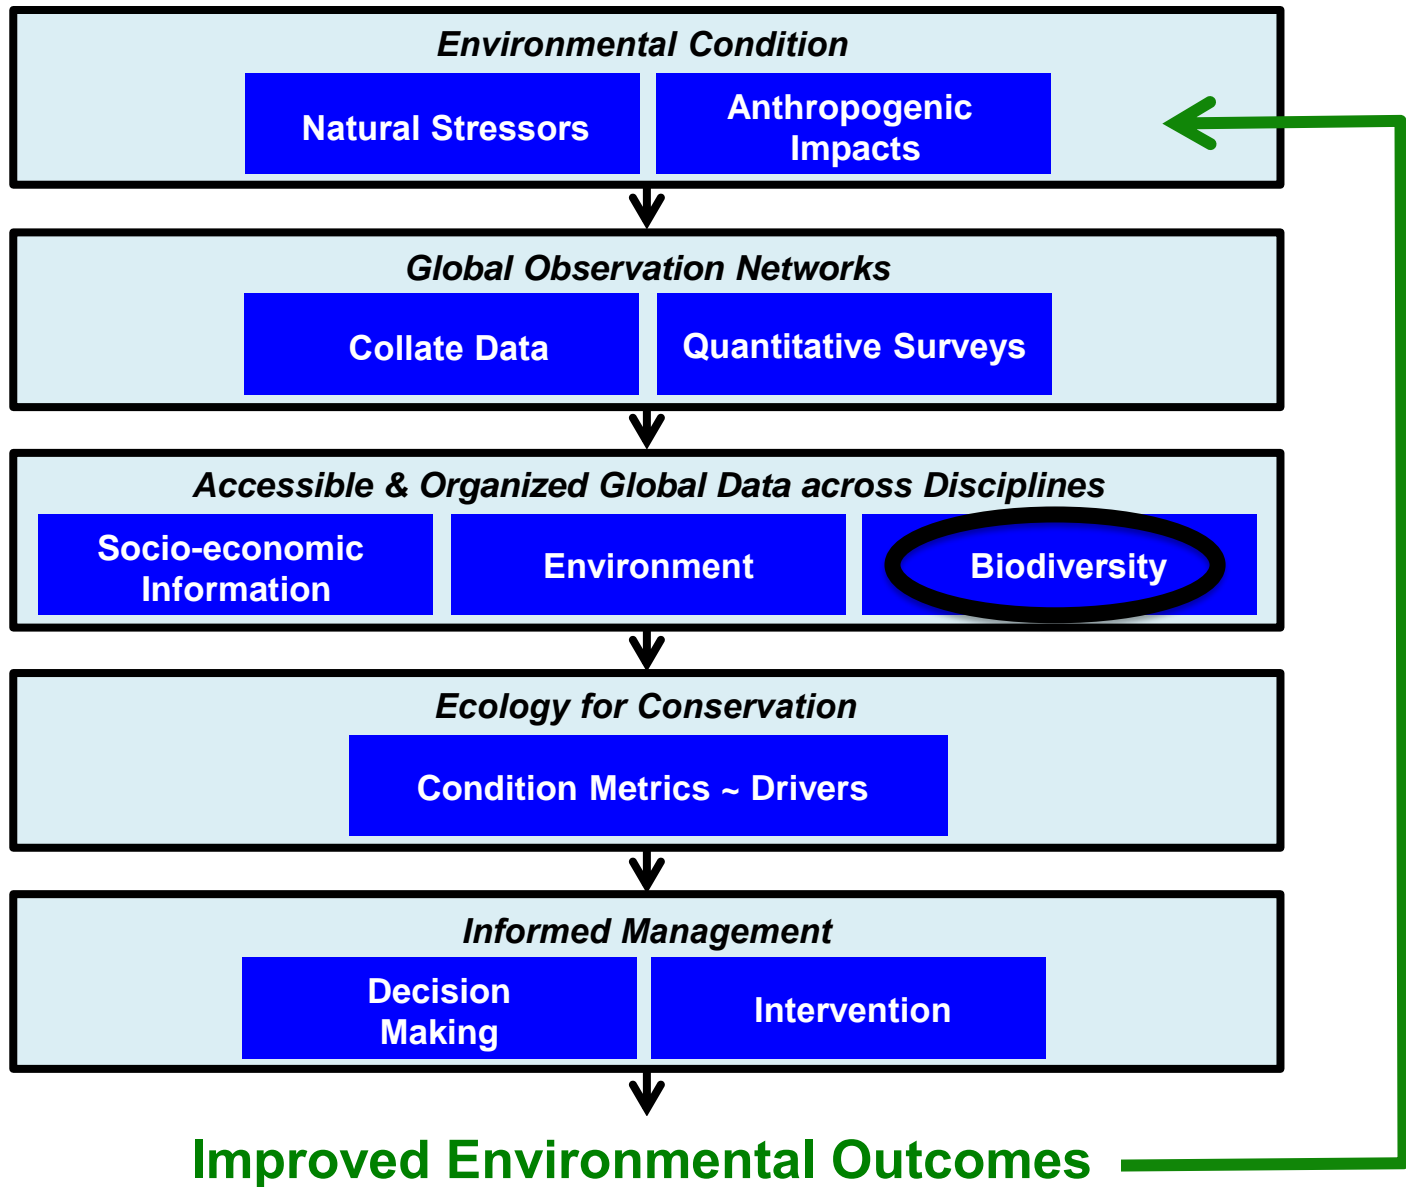 Environmental Condition
Natural Stressors
Anthropogenic
Impacts
Global Observation Networks
Collate Data
Quantitative Surveys
Accessible & Organized Global Data across Disciplines
Socio-economic
Information
Environment
Biodiversity
Ecology for Conservation
Condition Metrics ~ Drivers
Informed Management
Decision
Making
Intervention
Improved Environmental Outcomes